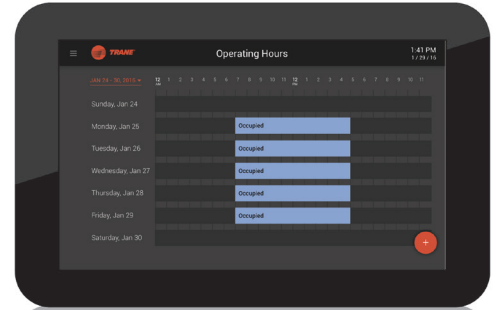 TRANE
Operating Hours
1:41 PM
1 / 29 / 16
JAN 24 - 30, 2016
12 1 2 3 4 5 6 7 8 9 10 11 12 1 2 3 4 5 6 7 8 9 10 11
AM PM
Sunday, Jan 24
Monday, Jan 25 Occupied
Tuesday, Jan 26 Occupied
Wednesday, Jan 27 Occupied
Thursday, Jan 28 Occupied
Friday, Jan 29 Occupied
Saturday, Jan 30
+